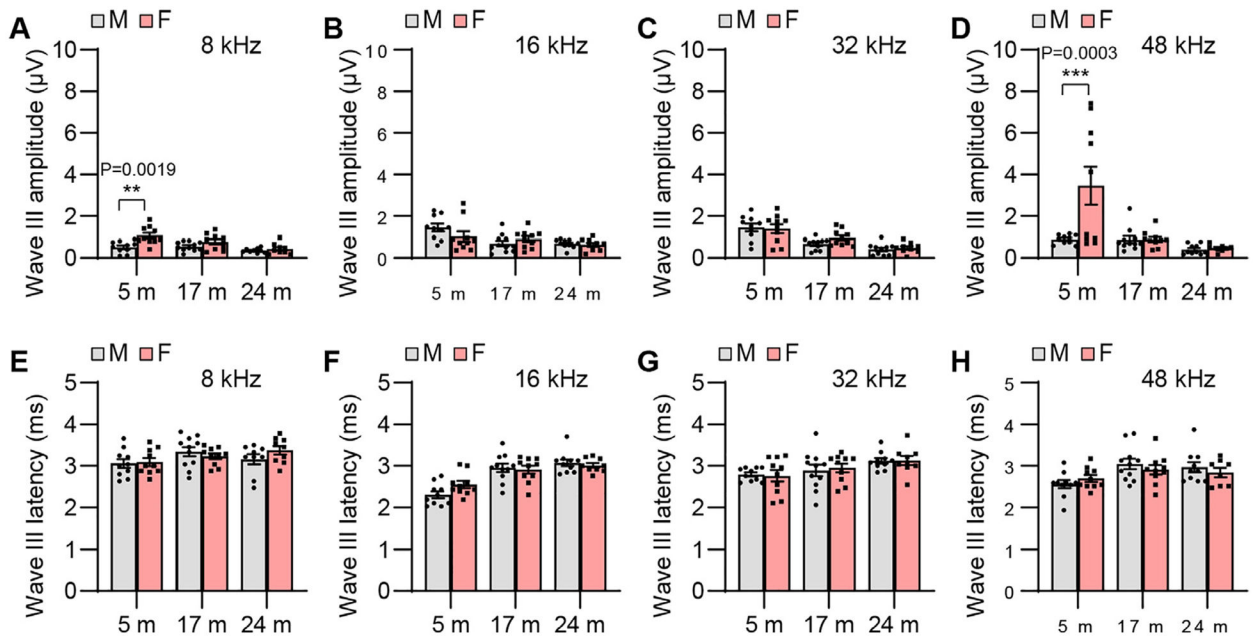 A
M F
8 kHz
Wave III amplitude (µV)
10
8
6
4
2
0
P=0.0019
**
5 m 17 m 24 m
B
M F
16 kHz
Wave III amplitude (µV)
10
8
6
4
2
0
5 m 17 m 24 m
C
M F
32 kHz
Wave III amplitude (µV)
10
8
6
4
2
0
5 m 17 m 24 m
D
M F
48 kHz
Wave III amplitude (µV)
10
8
6
4
2
0
P=0.0003
***
5 m 17 m 24 m
E
M F
8 kHz
Wave III latency (ms)
5
4
3
2
1
0
5 m 17 m 24 m
F
M F
16 kHz
Wave III latency (ms)
5
4
3
2
1
0
5 m 17 m 24 m
G
M F
32 kHz
Wave III latency (ms)
5
4
3
2
1
0
5 m 17 m 24 m
H
M F
48 kHz
Wave III latency (ms)
5
4
3
2
1
0
5 m 17 m 24 m